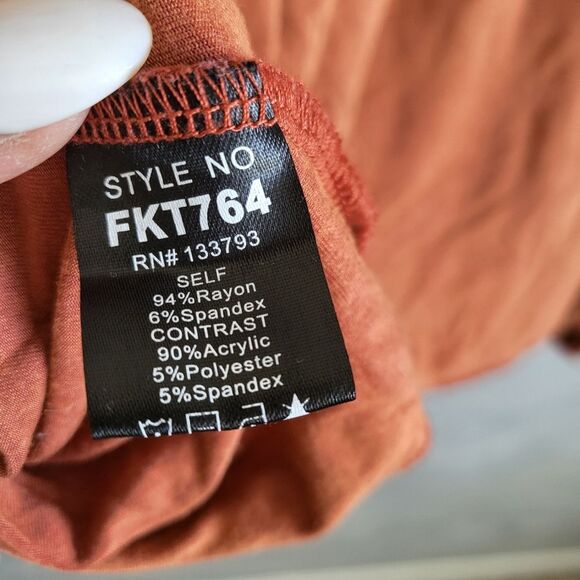 STYLE NO
FKT764
RN# 133793
SELF
94%Rayon
6%Spandex
CONTRAST
90%Acrylic
5%Polyester
5%Spandex